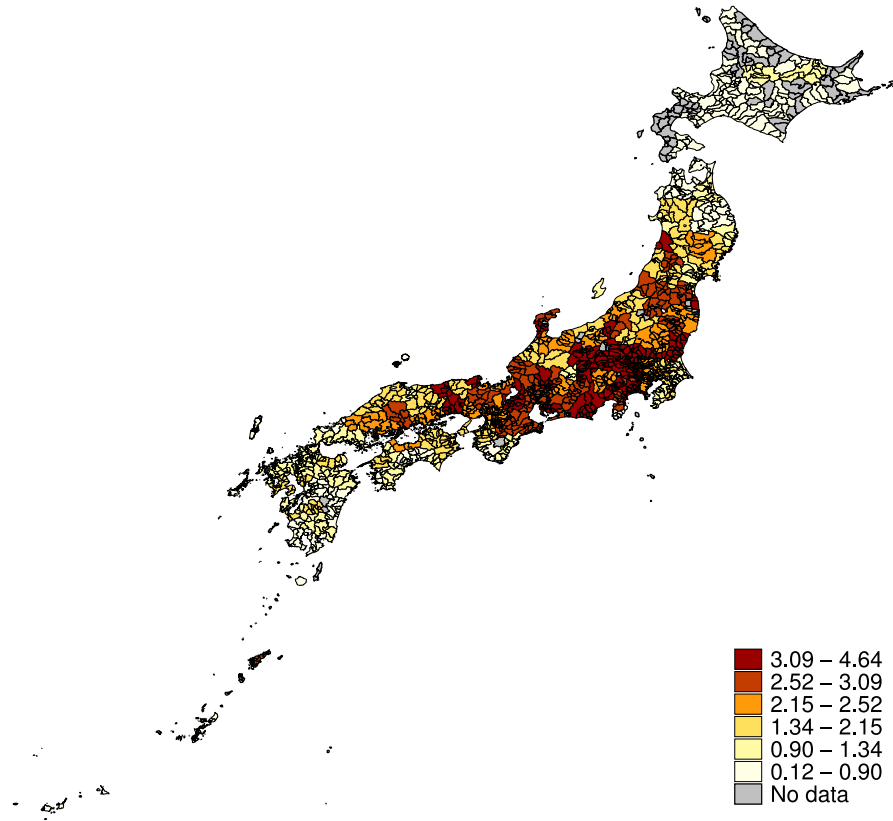 3.09 – 4.64
2.52 – 3.09
2.15 – 2.52
1.34 – 2.15
0.90 – 1.34
0.12 – 0.90
No data